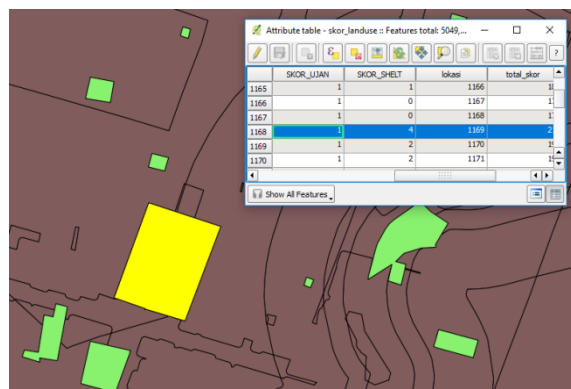 Attribute table - skor_landuse :: Features total: 5049,...
SKOR_UJAN SKOR_SHELT lokasi total_skor
1165 1 1 1166
1166 1 0 1167
1167 1 0 1168
1168 1 4 1169
1169 1 2 1170
1170 1 2 1171
Show All Features